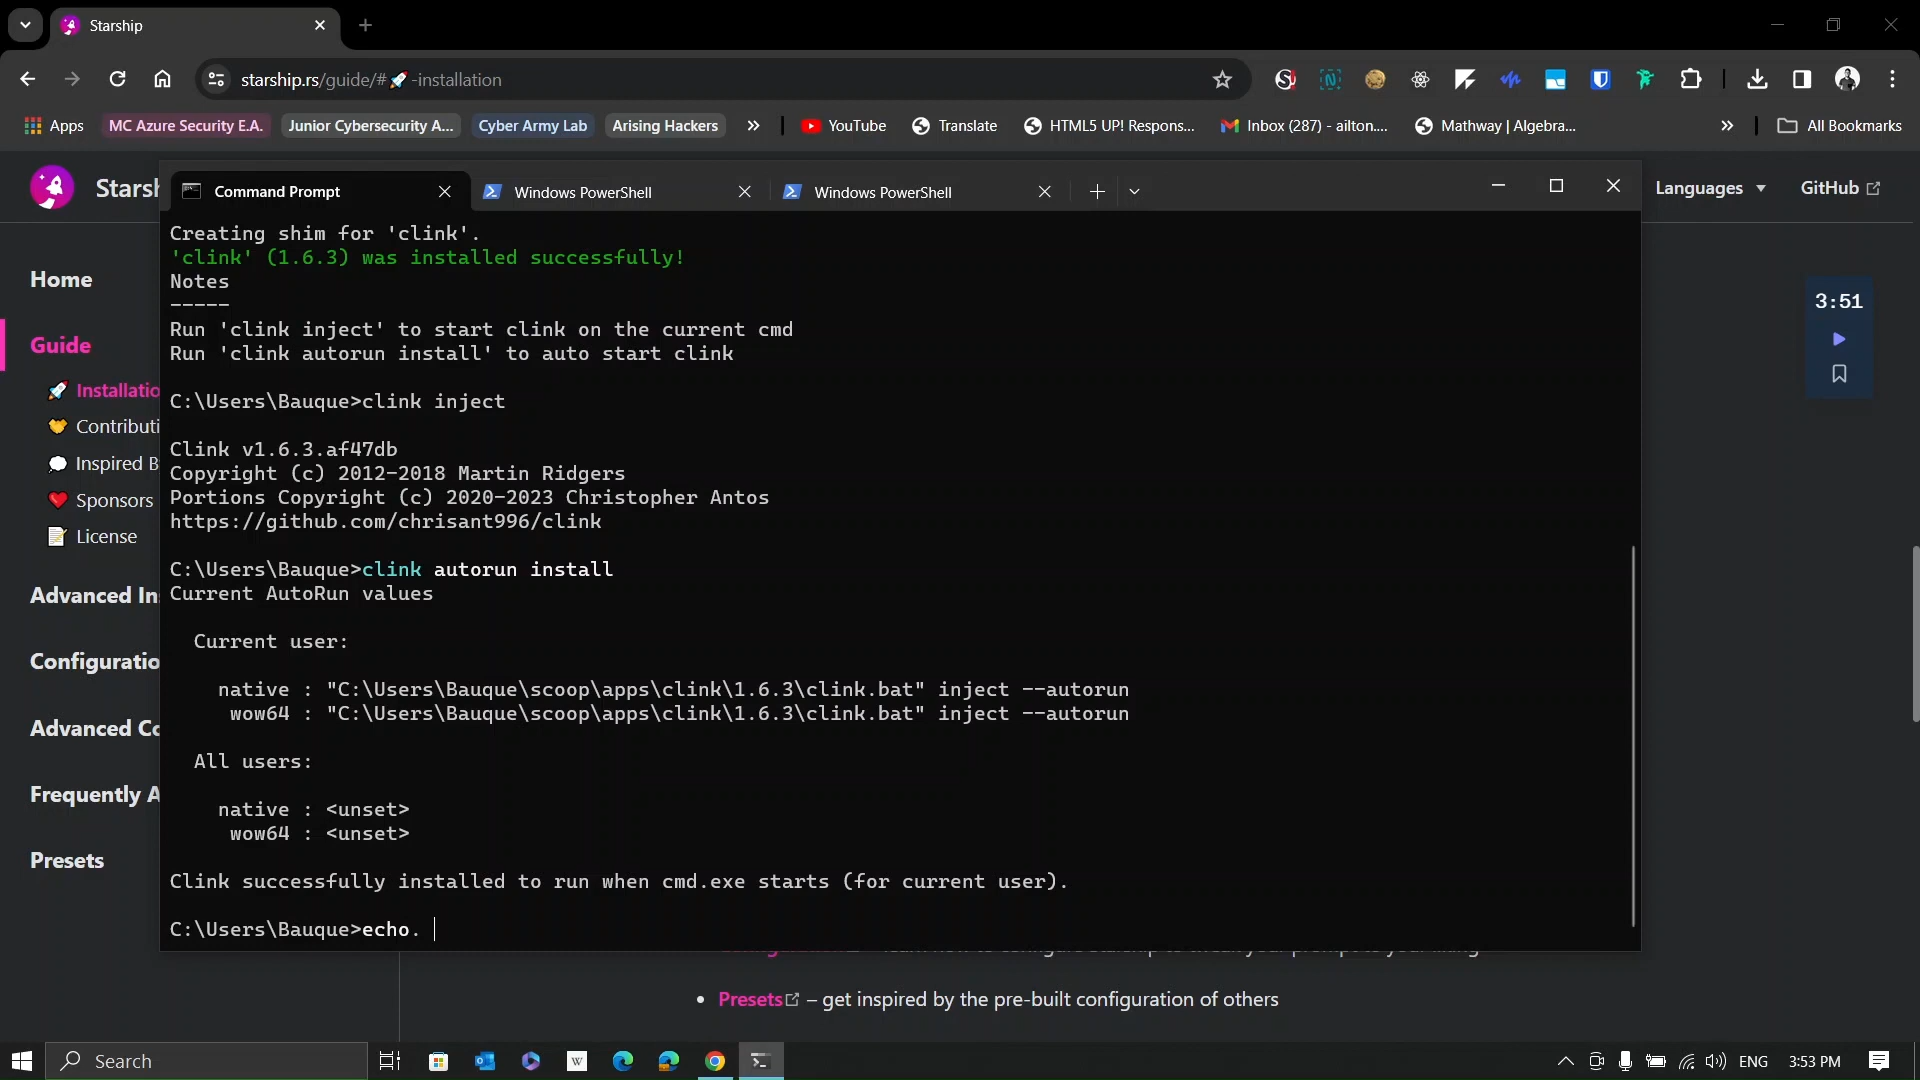 Starship
starship.rs/guide/#🚀-installation
Apps
MC Azure Security E.A.
Junior Cybersecurity A...
Cyber Army Lab
Arising Hackers
YouTube
Translate
HTML5 UP! Respons...
Inbox (287) - ailton....
Mathway | Algebra...
All Bookmarks
Starsh
Languages
GitHub
Command Prompt
Windows PowerShell
Windows PowerShell
Home
Guide
Installatio
Contributi
Inspired B
Sponsors
License
Advanced In
Configuratio
Advanced Co
Frequently A
Presets
Creating shim for 'clink'.
'clink' (1.6.3) was installed successfully!
Notes
-----
Run 'clink inject' to start clink on the current cmd
Run 'clink autorun install' to auto start clink
C:\Users\Bauque>clink inject
Clink v1.6.3.af47db
Copyright (c) 2012-2018 Martin Ridgers
Portions Copyright (c) 2020-2023 Christopher Antos
https://github.com/chrisant996/clink
C:\Users\Bauque>clink autorun install
Current AutoRun values
Current user:
native : "C:\Users\Bauque\scoop\apps\clink\1.6.3\clink.bat" inject --autorun
wow64 : "C:\Users\Bauque\scoop\apps\clink\1.6.3\clink.bat" inject --autorun
All users:
native : <unset>
wow64 : <unset>
Clink successfully installed to run when cmd.exe starts (for current user).
C:\Users\Bauque>echo.
3:51
Presets – get inspired by the pre-built configuration of others
Search
ENG
3:53 PM